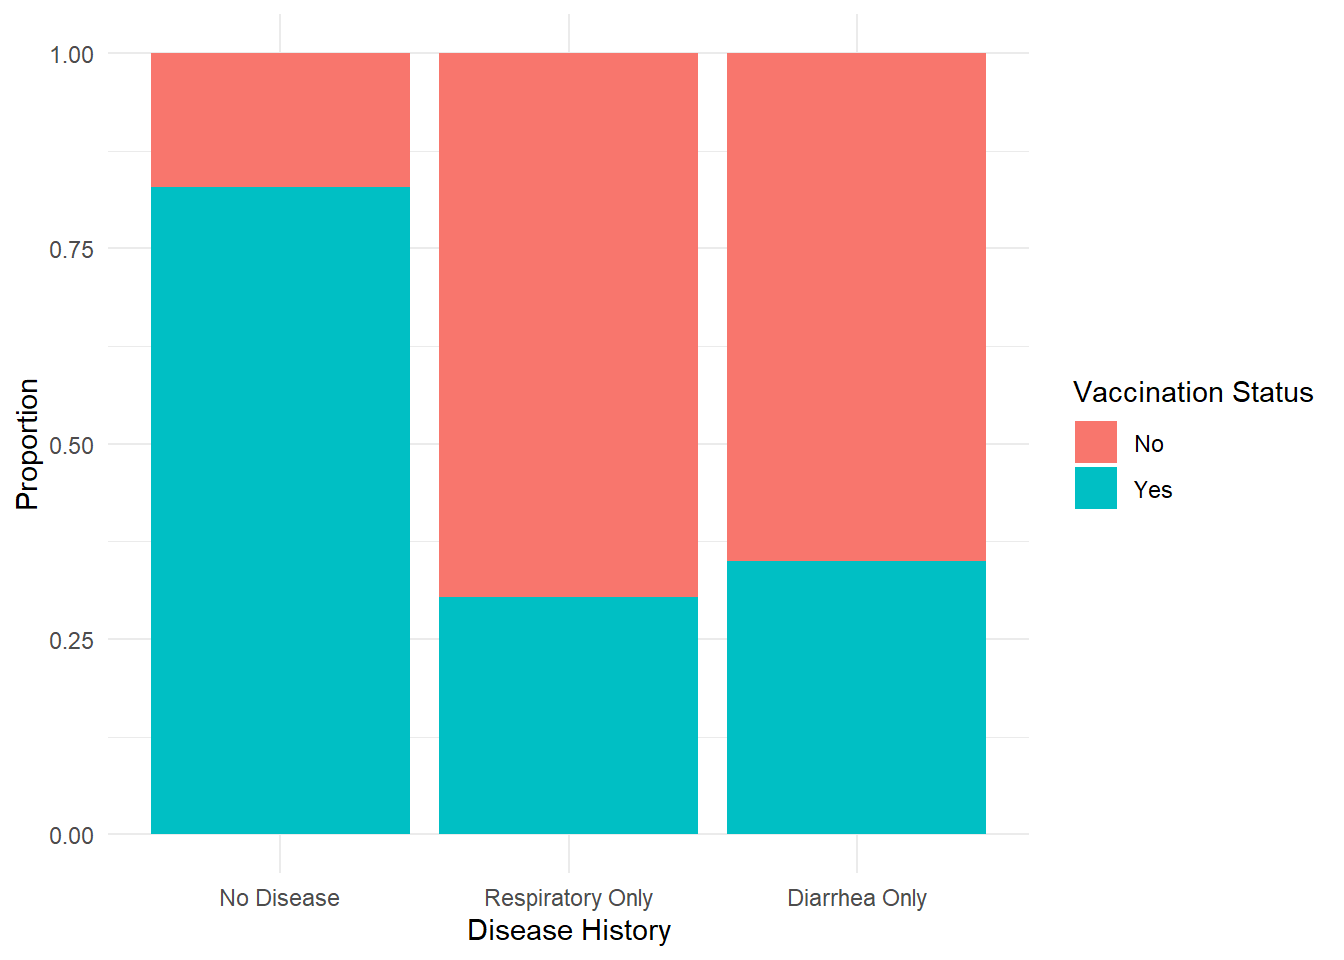 1.00
0.75
0.50
0.25
0.00
Proportion
No Disease
Respiratory Only
Diarrhea Only
Disease History
Vaccination Status
No
Yes